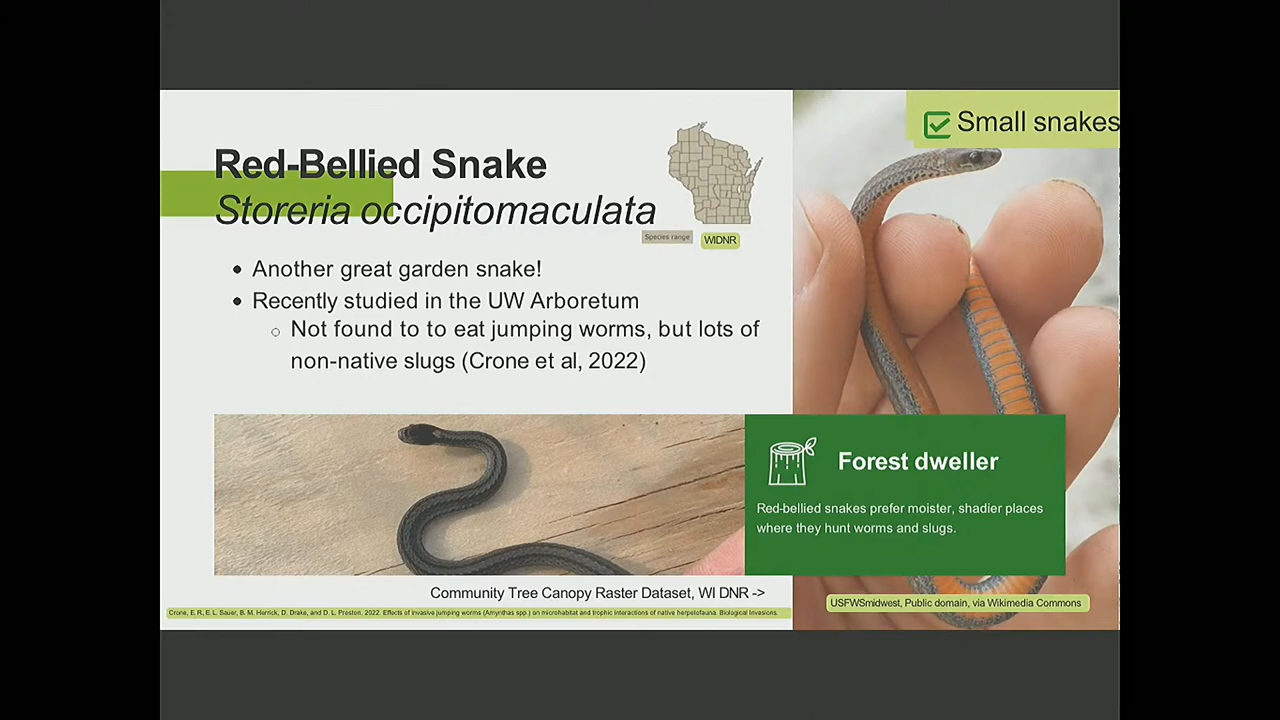 Small snakes
Red-Bellied Snake
Storeria occipitomaculata
Species range
WIDNR
Another great garden snake!
Recently studied in the UW Arboretum
Not found to to eat jumping worms, but lots of
non-native slugs (Crone et al, 2022)
Forest dweller
Red-bellied snakes prefer moister, shadier places
where they hunt worms and slugs.
Community Tree Canopy Raster Dataset, WI DNR ->
USFWSmidwest, Public domain, via Wikimedia Commons
Crone, E. R., E. L. Sauer, B. M. Herrick, D. Drake, and D. L. Preston. 2022. Effects of invasive jumping worms (Amynthas spp.) on microhabitat and trophic interactions of native herpetofauna. Biological Invasions.